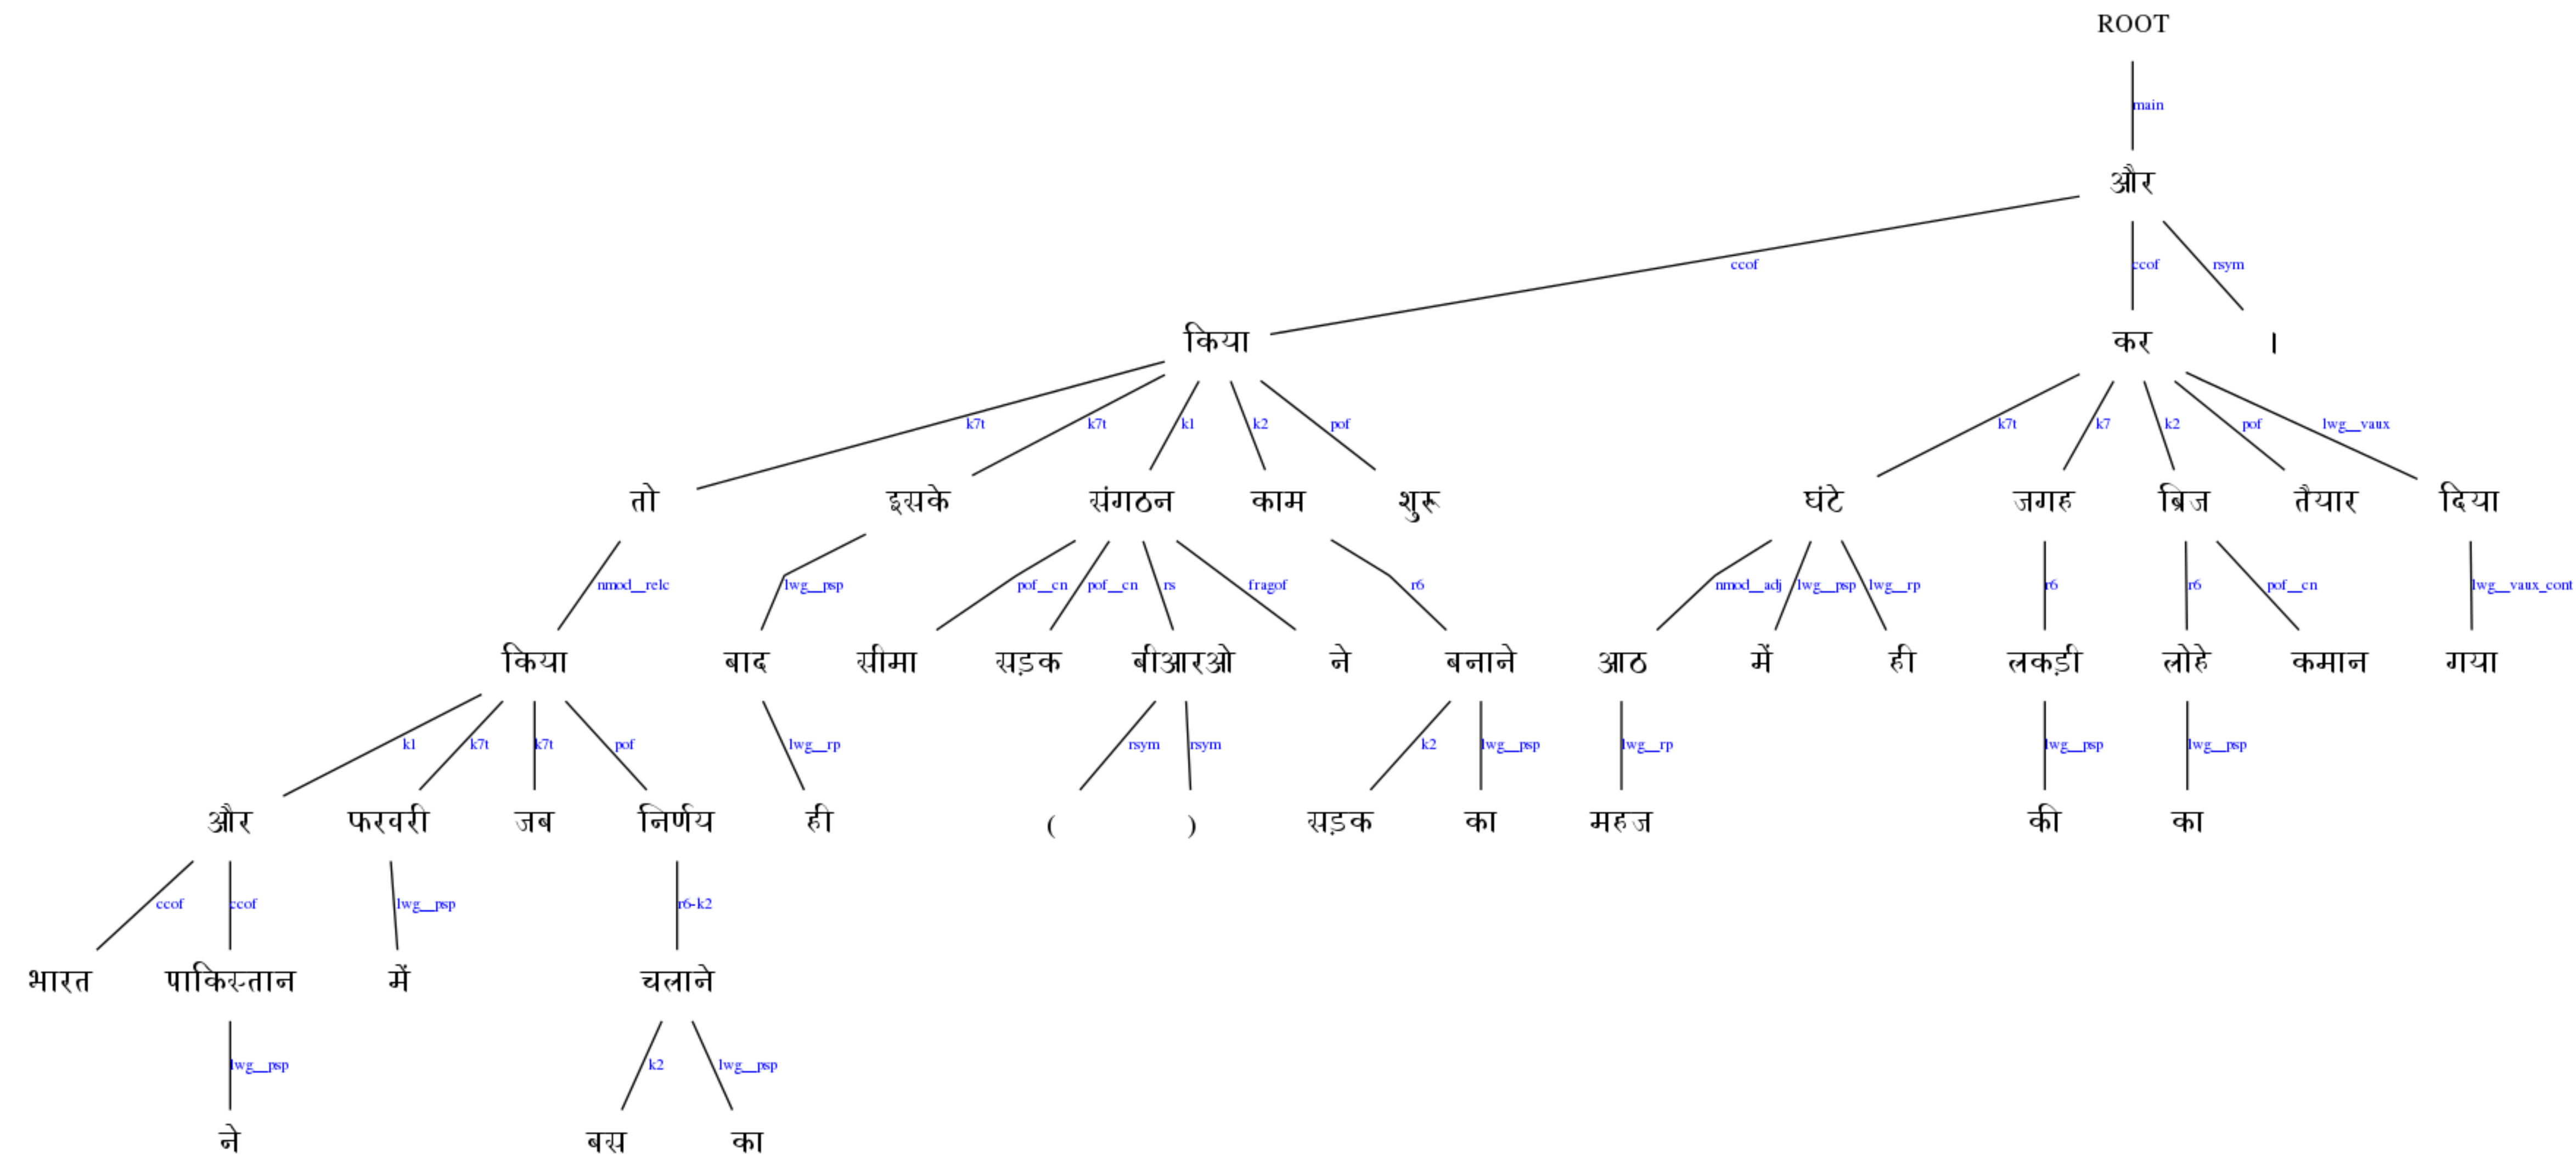 ROOT
main
और
ccof ccof rsym
किया कर ।
k7t k7t k1 k2 pof k7t k7 k2 pof lwg__vaux
तो इसके संगठन काम शुरू घंटे जगह ब्रिज तैयार दिया
nmod__relc lwg__psp pof__cn pof__cn rs fragof r6 nmod__adj lwg__psp lwg__rp r6 r6 pof__cn lwg__vaux_cont
किया बाद सीमा सड़क बीआरओ ने बनाने आठ में ही लकड़ी लोहे कमान गया
k1 k7t k7t pof lwg__rp rsym rsym k2 lwg__psp lwg__rp lwg__psp lwg__psp
और फरवरी जब निर्णय ही ( ) सड़क का महज की का
ccof ccof lwg__psp r6-k2
भारत पाकिस्तान में चलाने
lwg__psp k2 lwg__psp
ने बस का